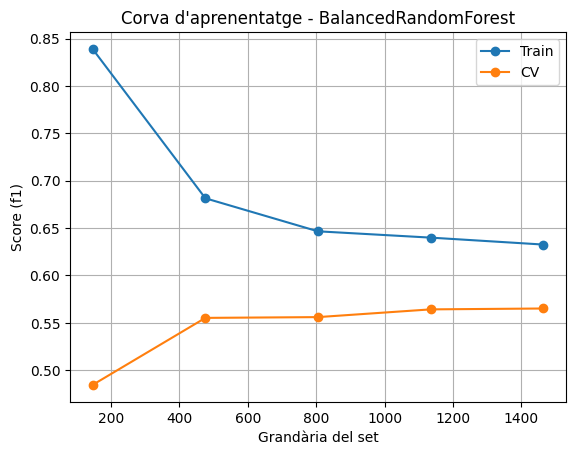 Corva d'aprenentatge - BalancedRandomForest
Train
CV
Score (f1)
0.85
0.80
0.75
0.70
0.65
0.60
0.55
0.50
200 400 600 800 1000 1200 1400
Grandària del set